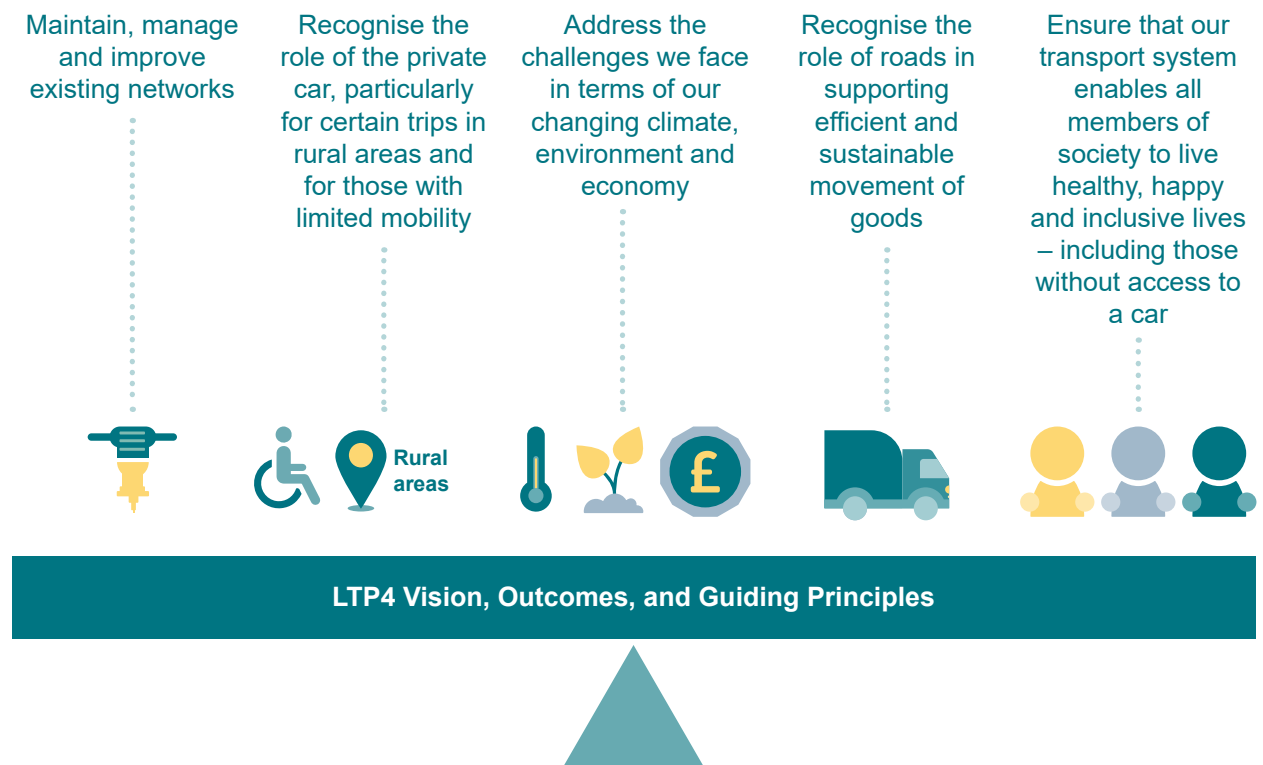 Maintain, manage
and improve
existing networks
Recognise the
role of the private
car, particularly
for certain trips in
rural areas and
for those with
limited mobility
Address the
challenges we face
in terms of our
changing climate,
environment and
economy
Recognise the
role of roads in
supporting
efficient and
sustainable
movement of
goods
Ensure that our
transport system
enables all
members of
society to live
healthy, happy
and inclusive lives
– including those
without access to
a car
Rural
areas
£
LTP4 Vision, Outcomes, and Guiding Principles